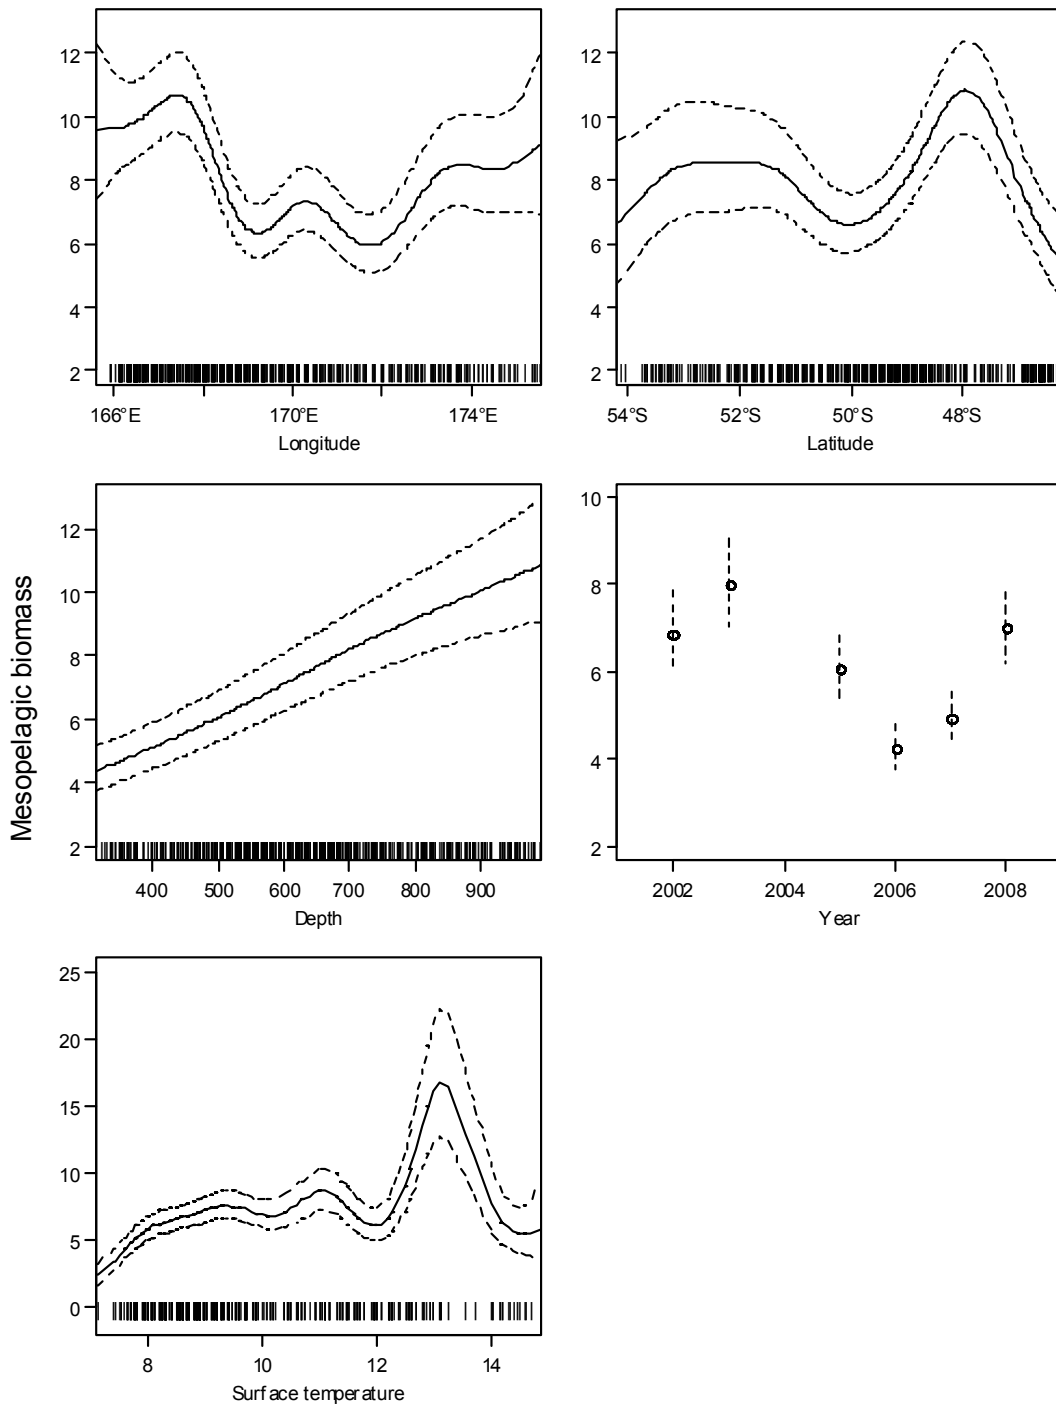 12
10
8
6
4
2
166°E 170°E 174°E
Longitude
12
10
8
6
4
2
54°S 52°S 50°S 48°S
Latitude
Mesopelagic biomass
12
10
8
6
4
2
400 500 600 700 800 900
Depth
10
8
6
4
2
2002 2004 2006 2008
Year
25
20
15
10
5
0
8 10 12 14
Surface temperature